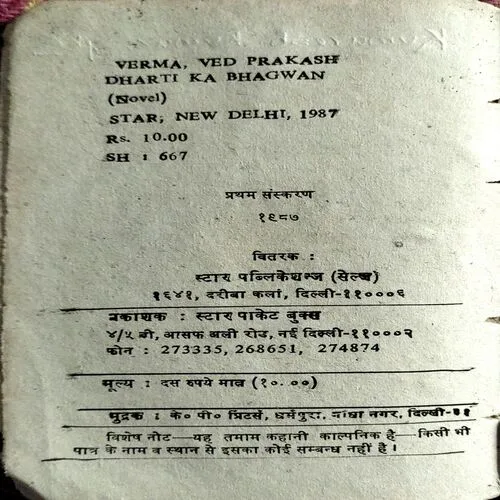 VERMA, VED PRAKASH
DHARTI KA BHAGWAN
(Novel)
STAR, NEW DELHI, 1987
Rs. 10.00
SH : 667
प्रथम संस्करण
१९८७
वितरक :
स्टार पब्लिकेशन्ज (सेल्ज)
१६४१, दरीबा कलां, दिल्ली-११०००६
प्रकाशक : स्टार पाकेट बुक्स
४/५ बी, आसफ अली रोड, नई दिल्ली-११०००२
फोन : 273335, 268651, 274874
मूल्य : दस रुपये मात्र (१०.००)
मुद्रक : के० पी० प्रिंटर्स, धर्मपुरा, गांधी नगर, दिल्ली-३१
विशेष नोट—यह तमाम कहानी काल्पनिक है—किसी भी
पात्र के नाम व स्थान से इसका कोई सम्बन्ध नहीं है।